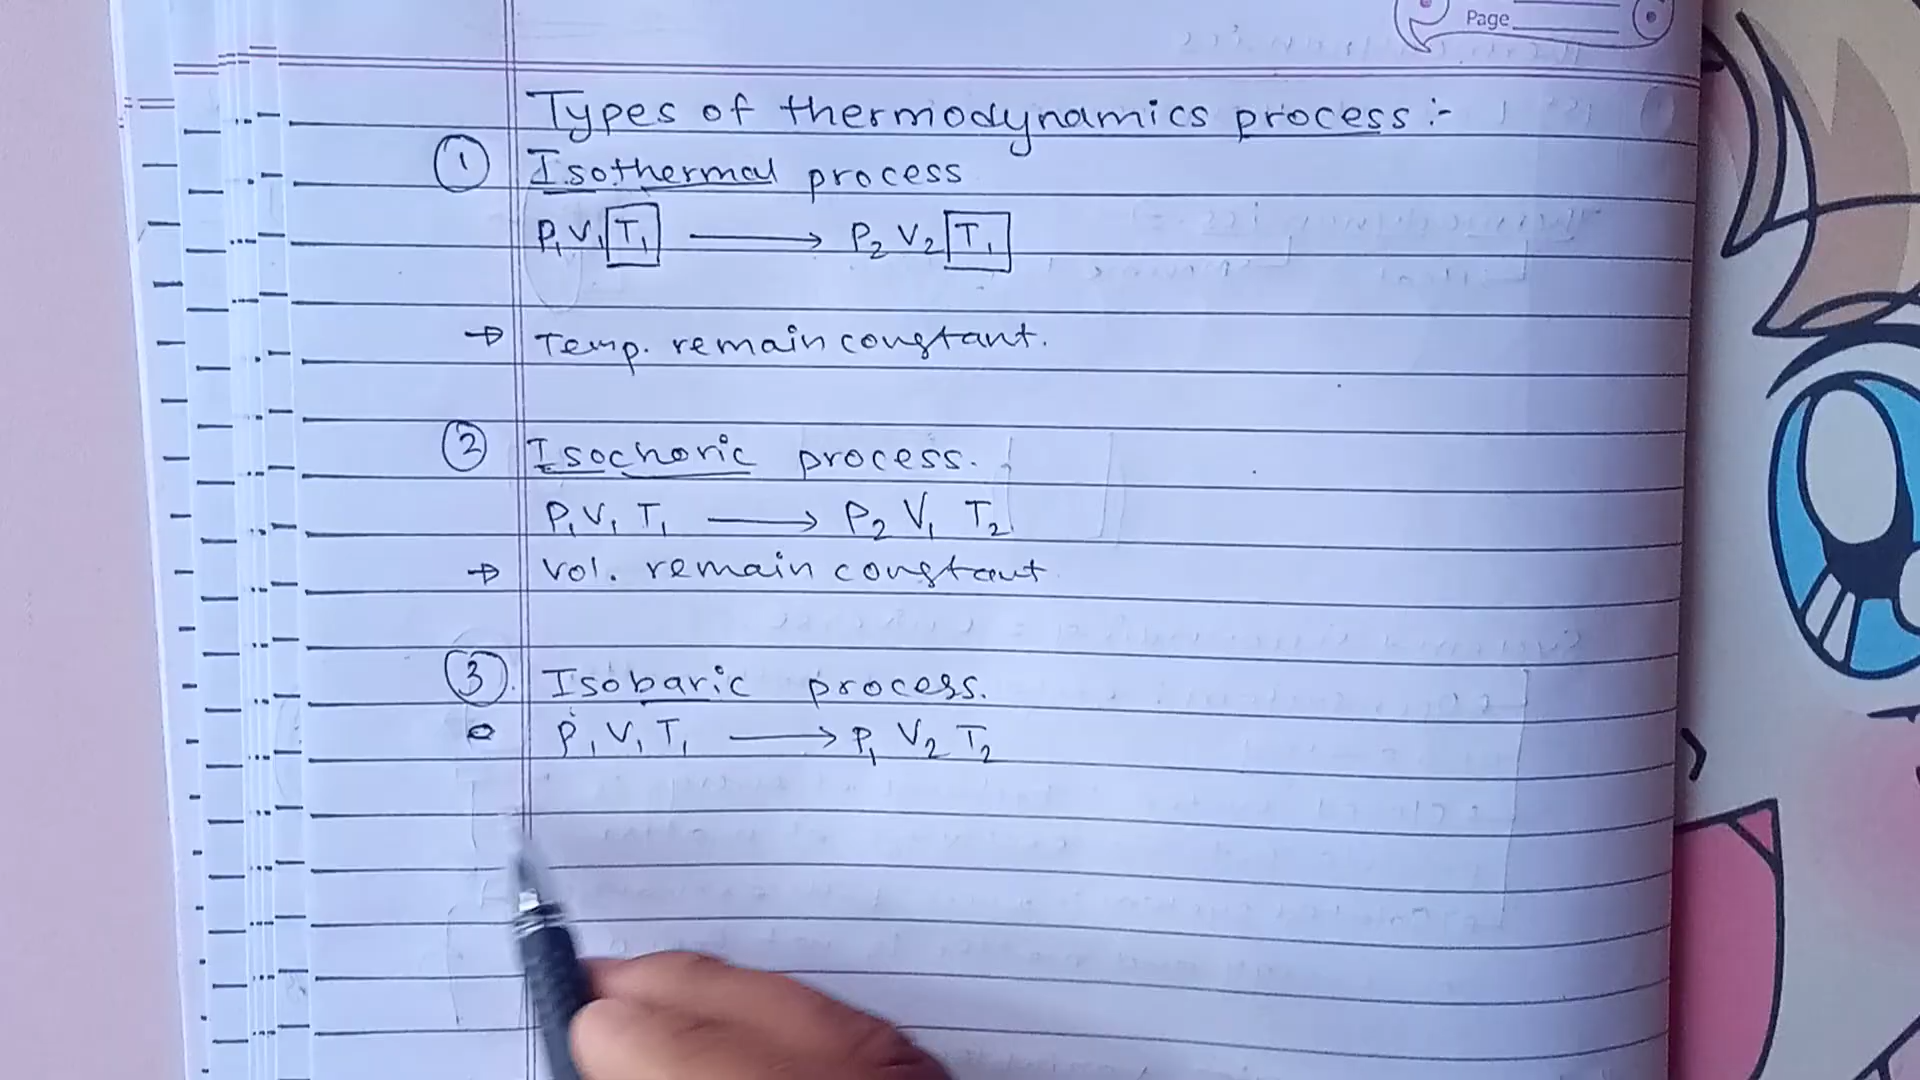 Page
Types of thermodynamics process :-
① Isothermal process
P₁ V₁ T₁ ⟶ P₂ V₂ T₁
→ Temp. remain constant.
② Isochoric process.
P₁ V₁ T₁ ⟶ P₂ V₁ T₂
→ Vol. remain constant
③ Isobaric process.
P₁ V₁ T₁ ⟶ P₁ V₂ T₂